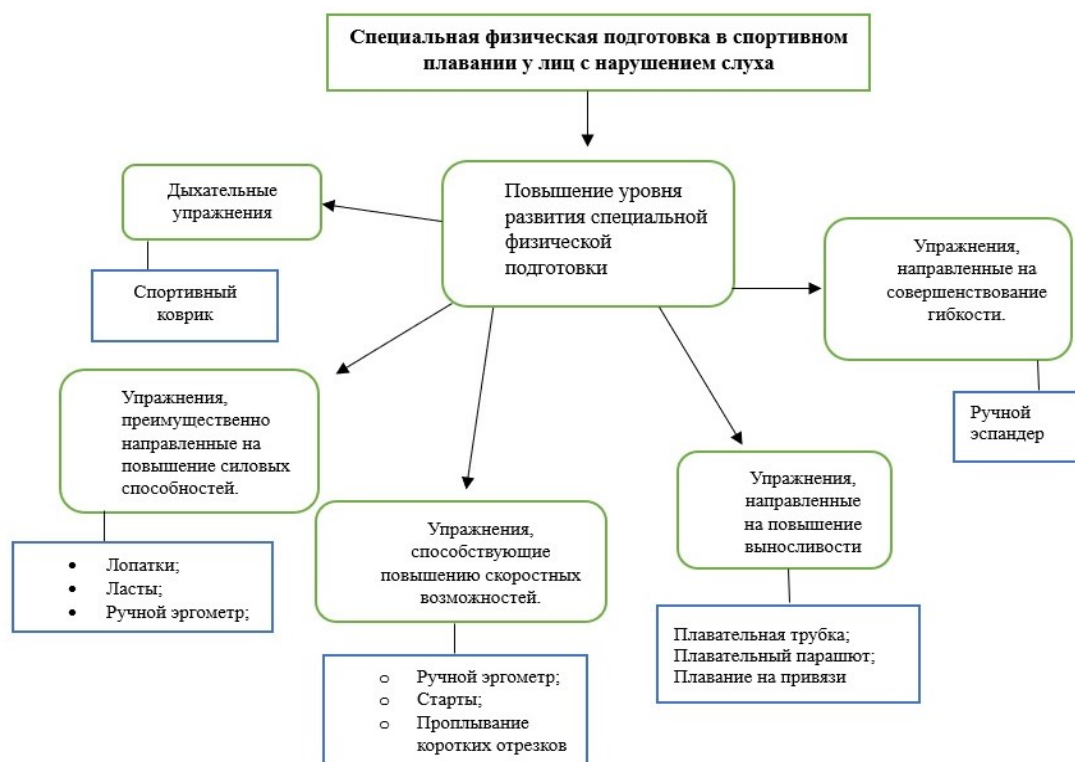 Специальная физическая подготовка в спортивном
плавании у лиц с нарушением слуха
Дыхательные
упражнения
Спортивный
коврик
Повышение уровня
развития специальной
физической
подготовки
Упражнения,
направленные на
совершенствование
гибкости.
Ручной
эспандер
Упражнения,
преимущественно
направленные на
повышение силовых
способностей.
• Лопатки;
• Ласты;
• Ручной эргометр;
Упражнения,
способствующие
повышению скоростных
возможностей.
o Ручной эргометр;
o Старты;
o Проплывание
коротких отрезков
Упражнения,
направленные
на повышение
выносливости
Плавательная трубка;
Плавательный парашют;
Плавание на привязи